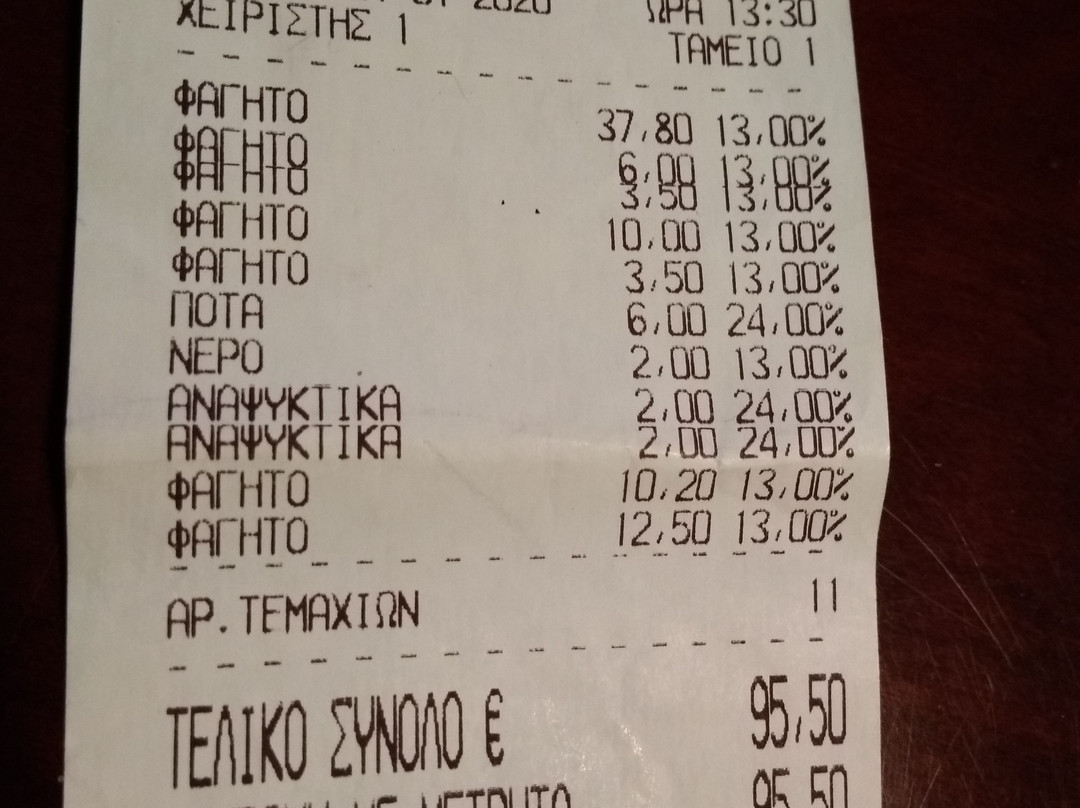 2020 ΩΡΑ 13:30
ΧΕΙΡΙΣΤΗΣ 1 ΤΑΜΕΙΟ 1
ΦΑΓΗΤΟ 37,80 13,00%
ΦΑΓΗΤΟ 6,00 13,00%
ΦΑΓΗΤΟ 3,50 13,00%
ΦΑΓΗΤΟ 10,00 13,00%
ΦΑΓΗΤΟ 3,50 13,00%
ΠΟΤΑ 6,00 24,00%
ΝΕΡΟ 2,00 13,00%
ΑΝΑΨΥΚΤΙΚΑ 2,00 24,00%
ΑΝΑΨΥΚΤΙΚΑ 2,00 24,00%
ΦΑΓΗΤΟ 10,20 13,00%
ΦΑΓΗΤΟ 12,50 13,00%
ΑΡ. ΤΕΜΑΧΙΩΝ 11
ΤΕΛΙΚΟ ΣΥΝΟΛΟ € 95,50
ΜΕΤΡΗΤΑ 95,50